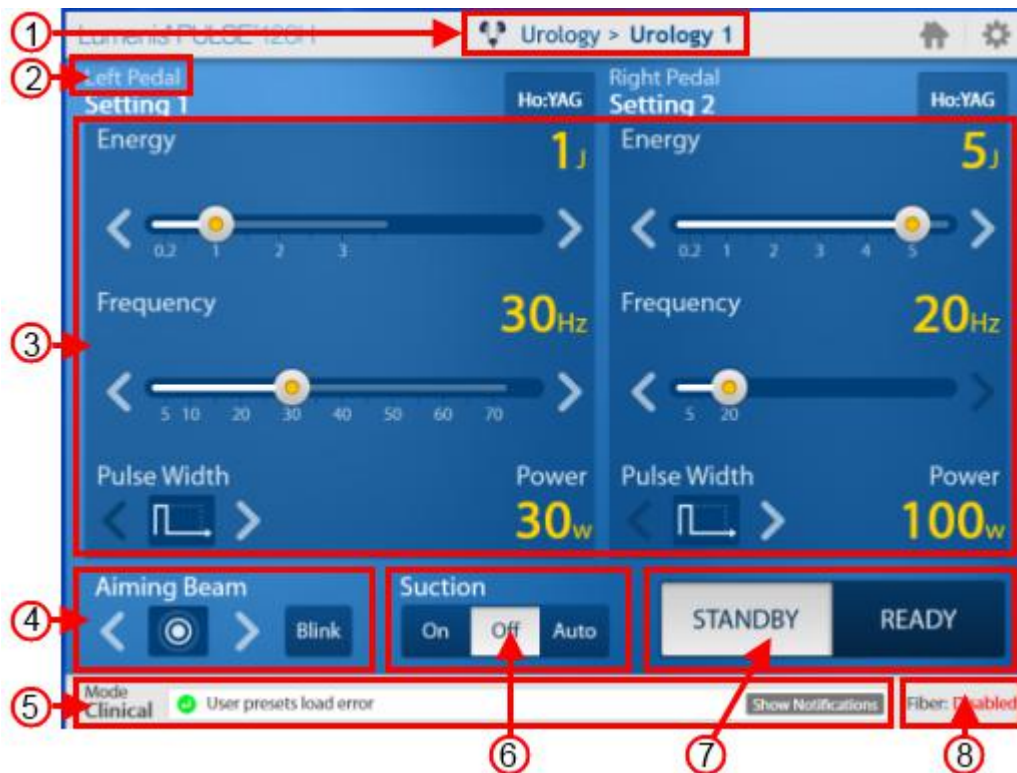 1
Lumenis PULSE 120H
Urology > Urology 1
2
Left Pedal
Setting 1
Ho:YAG
Right Pedal
Setting 2
Ho:YAG
Energy
1J
Energy
5J
0.2 1 2 3
0.2 1 2 3 4 5
3
Frequency
30Hz
Frequency
20Hz
5 10 20 30 40 50 60 70
5 20
Pulse Width
Power
30W
Pulse Width
Power
100W
4
Aiming Beam
Blink
Suction
On Off Auto
STANDBY READY
5
Mode
Clinical
User presets load error
Show Notifications
Fiber: Disabled
6
7
8